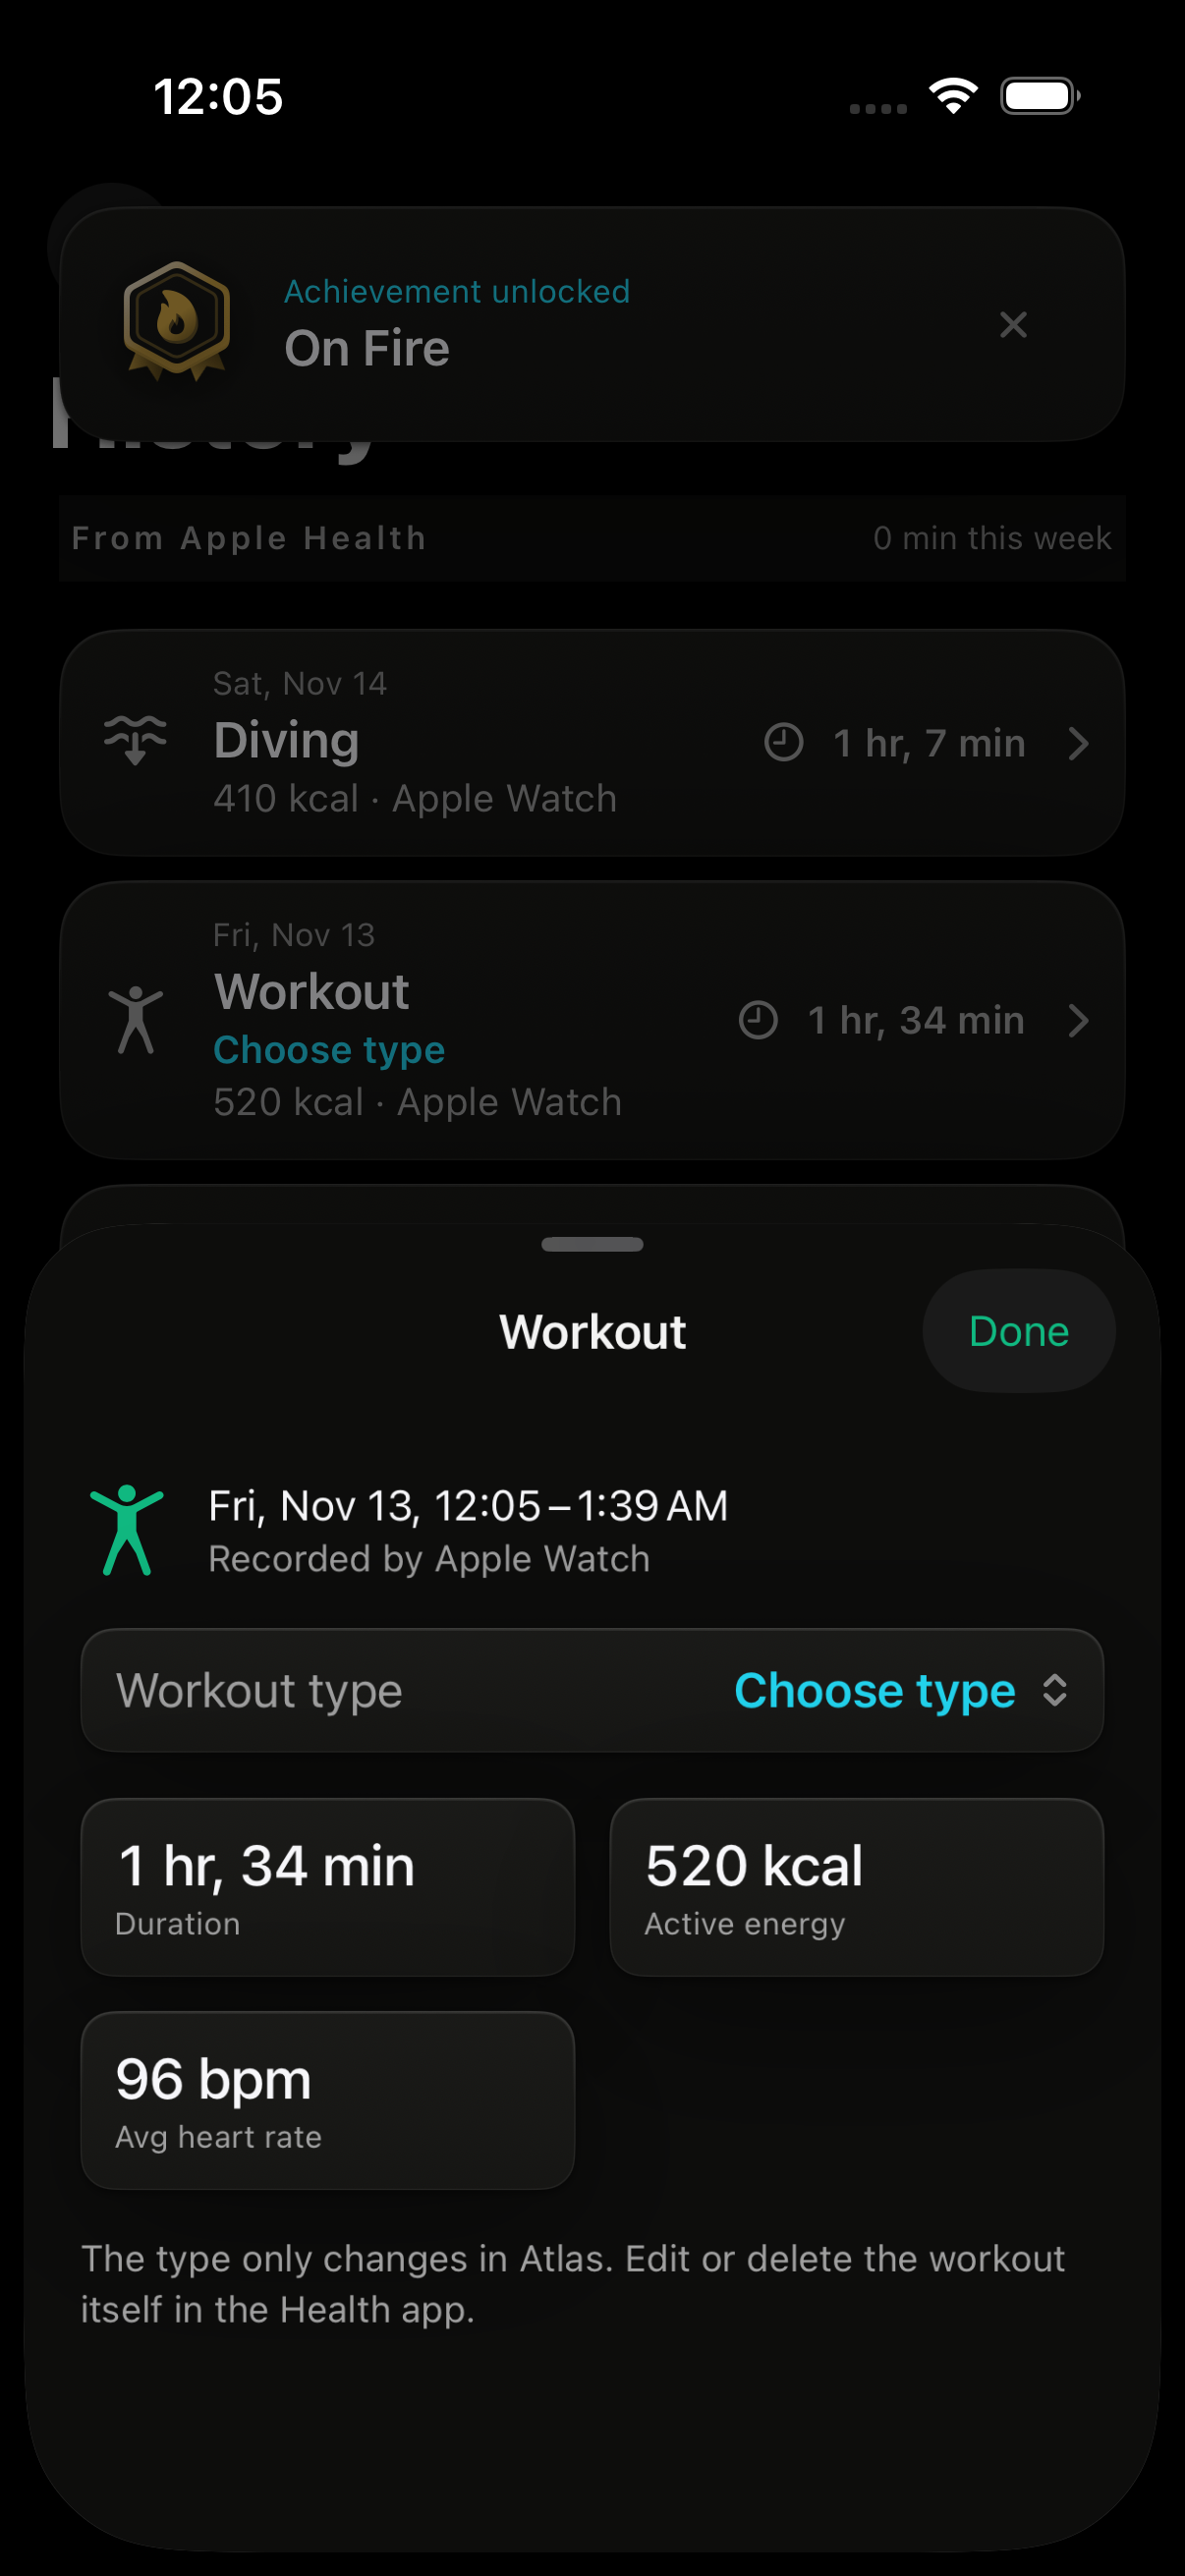 12:05
Achievement unlocked
On Fire
History
From Apple Health
0 min this week
Sat, Nov 14
Diving
1 hr, 7 min
410 kcal · Apple Watch
Fri, Nov 13
Workout
Choose type
1 hr, 34 min
520 kcal · Apple Watch
Workout
Done
Fri, Nov 13, 12:05 – 1:39 AM
Recorded by Apple Watch
Workout type
Choose type
1 hr, 34 min
Duration
520 kcal
Active energy
96 bpm
Avg heart rate
The type only changes in Atlas. Edit or delete the workout
itself in the Health app.